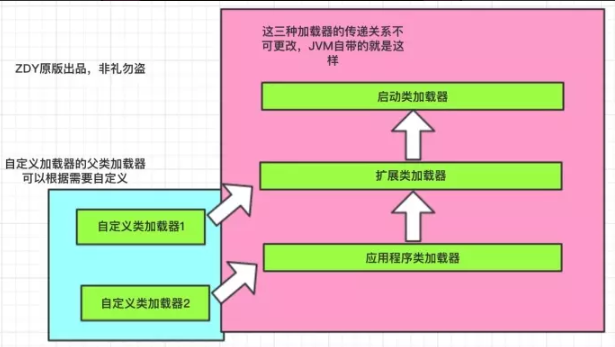 这三种加载器的传递关系不
可更改，JVM自带的就是这
样
ZDY原版出品，非礼勿盗
启动类加载器
自定义加载器的父类加载器
可以根据需要自定义
扩展类加载器
自定义类加载器1
应用程序类加载器
自定义类加载器2